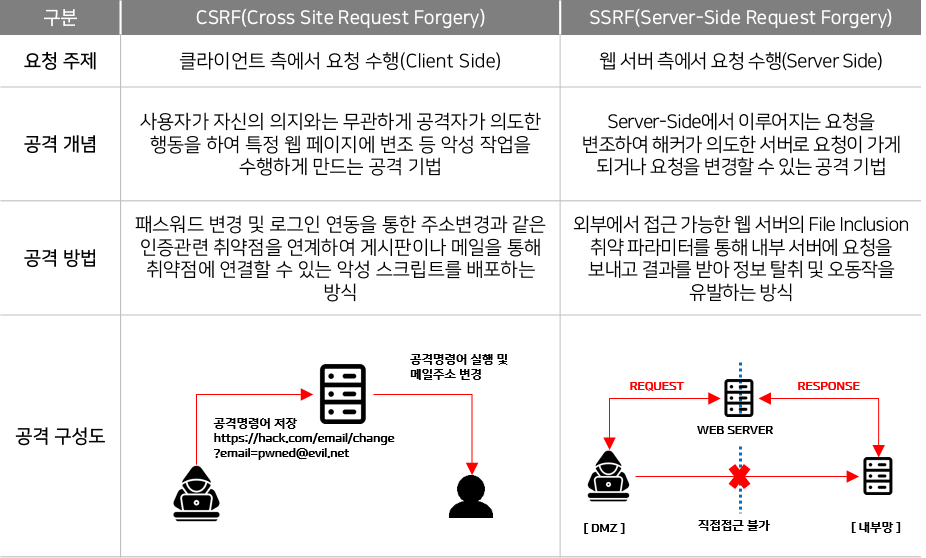 구분
CSRF(Cross Site Request Forgery)
SSRF(Server-Side Request Forgery)
요청 주제
클라이언트 측에서 요청 수행(Client Side)
웹 서버 측에서 요청 수행(Server Side)
공격 개념
사용자가 자신의 의지와는 무관하게 공격자가 의도한
행동을 하여 특정 웹 페이지에 변조 등 악성 작업을
수행하게 만드는 공격 기법
Server-Side에서 이루어지는 요청을
변조하여 해커가 의도한 서버로 요청이 가게
되거나 요청을 변경할 수 있는 공격 기법
공격 방법
패스워드 변경 및 로그인 연동을 통한 주소변경과 같은
인증관련 취약점을 연계하여 게시판이나 메일을 통해
취약점에 연결할 수 있는 악성 스크립트를 배포하는
방식
외부에서 접근 가능한 웹 서버의 File Inclusion
취약 파라미터를 통해 내부 서버에 요청을
보내고 결과를 받아 정보 탈취 및 오동작을
유발하는 방식
공격 구성도
공격명령어 실행 및
메일주소 변경
공격명령어 저장
https://hack.com/email/change
?email=pwned@evil.net
REQUEST
RESPONSE
WEB SERVER
[ DMZ ]
직접접근 불가
[ 내부망 ]